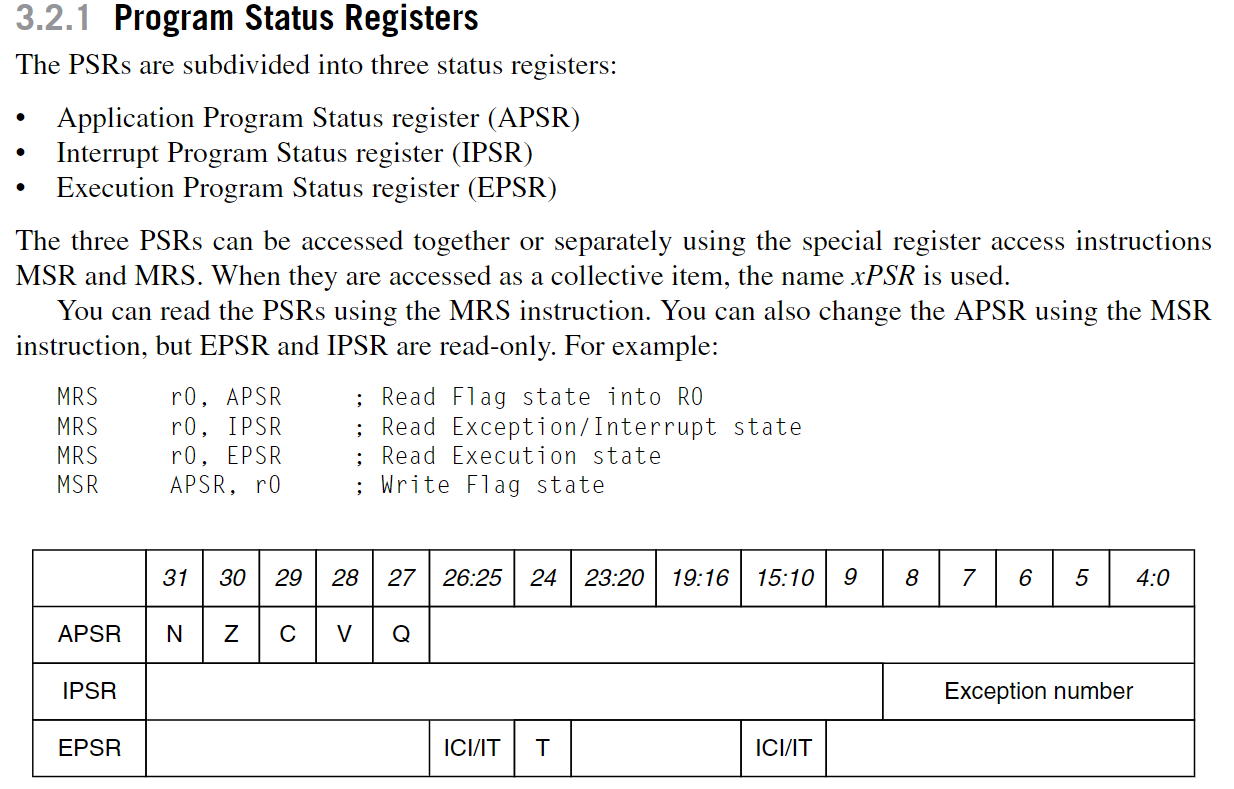 3.2.1 Program Status Registers
The PSRs are subdivided into three status registers:
• Application Program Status register (APSR)
• Interrupt Program Status register (IPSR)
• Execution Program Status register (EPSR)
The three PSRs can be accessed together or separately using the special register access instructions
MSR and MRS. When they are accessed as a collective item, the name xPSR is used.
You can read the PSRs using the MRS instruction. You can also change the APSR using the MSR
instruction, but EPSR and IPSR are read-only. For example:
MRS r0, APSR ; Read Flag state into R0
MRS r0, IPSR ; Read Exception/Interrupt state
MRS r0, EPSR ; Read Execution state
MSR APSR, r0 ; Write Flag state
31 30 29 28 27 26:25 24 23:20 19:16 15:10 9 8 7 6 5 4:0
APSR N Z C V Q
IPSR Exception number
EPSR ICI/IT T ICI/IT